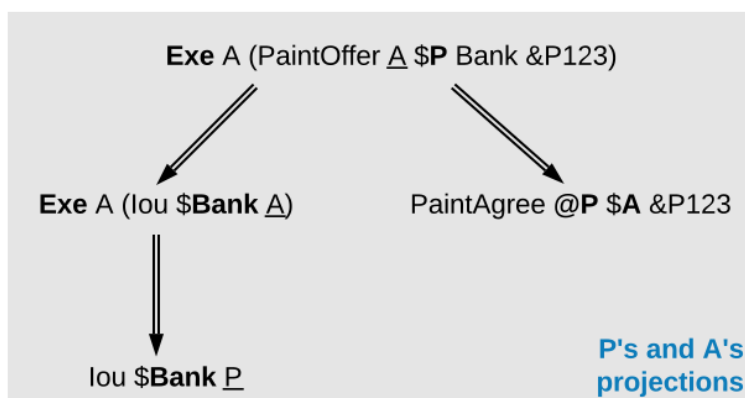 Exe A (PaintOffer A $P Bank &P123)
Exe A (Iou $Bank A)
PaintAgree @P $A &P123
Iou $Bank P
P's and A's
projections